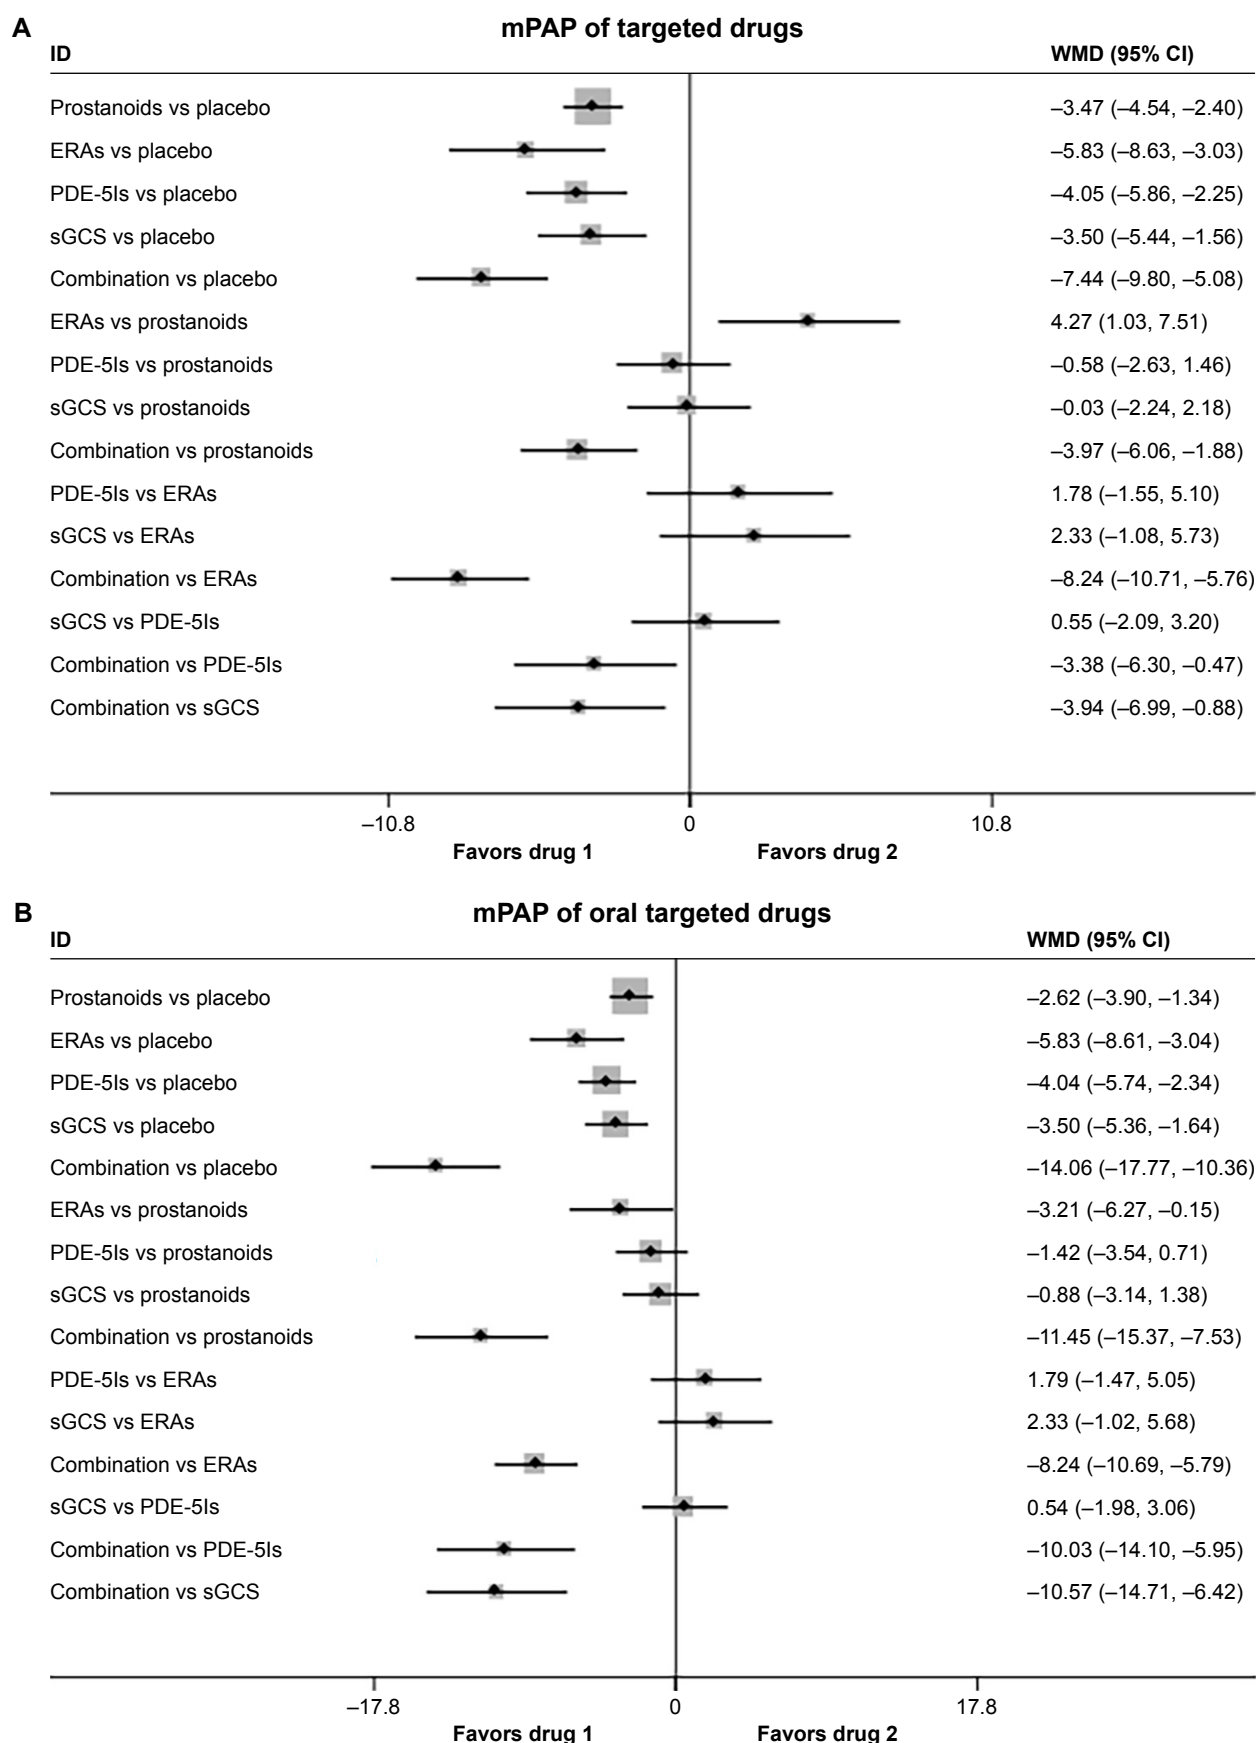 A mPAP of targeted drugs
ID WMD (95% CI)
Prostanoids vs placebo –3.47 (–4.54, –2.40)
ERAs vs placebo –5.83 (–8.63, –3.03)
PDE-5Is vs placebo –4.05 (–5.86, –2.25)
sGCS vs placebo –3.50 (–5.44, –1.56)
Combination vs placebo –7.44 (–9.80, –5.08)
ERAs vs prostanoids 4.27 (1.03, 7.51)
PDE-5Is vs prostanoids –0.58 (–2.63, 1.46)
sGCS vs prostanoids –0.03 (–2.24, 2.18)
Combination vs prostanoids –3.97 (–6.06, –1.88)
PDE-5Is vs ERAs 1.78 (–1.55, 5.10)
sGCS vs ERAs 2.33 (–1.08, 5.73)
Combination vs ERAs –8.24 (–10.71, –5.76)
sGCS vs PDE-5Is 0.55 (–2.09, 3.20)
Combination vs PDE-5Is –3.38 (–6.30, –0.47)
Combination vs sGCS –3.94 (–6.99, –0.88)
–10.8 0 10.8
Favors drug 1 Favors drug 2
B mPAP of oral targeted drugs
ID WMD (95% CI)
Prostanoids vs placebo –2.62 (–3.90, –1.34)
ERAs vs placebo –5.83 (–8.61, –3.04)
PDE-5Is vs placebo –4.04 (–5.74, –2.34)
sGCS vs placebo –3.50 (–5.36, –1.64)
Combination vs placebo –14.06 (–17.77, –10.36)
ERAs vs prostanoids –3.21 (–6.27, –0.15)
PDE-5Is vs prostanoids –1.42 (–3.54, 0.71)
sGCS vs prostanoids –0.88 (–3.14, 1.38)
Combination vs prostanoids –11.45 (–15.37, –7.53)
PDE-5Is vs ERAs 1.79 (–1.47, 5.05)
sGCS vs ERAs 2.33 (–1.02, 5.68)
Combination vs ERAs –8.24 (–10.69, –5.79)
sGCS vs PDE-5Is 0.54 (–1.98, 3.06)
Combination vs PDE-5Is –10.03 (–14.10, –5.95)
Combination vs sGCS –10.57 (–14.71, –6.42)
–17.8 0 17.8
Favors drug 1 Favors drug 2